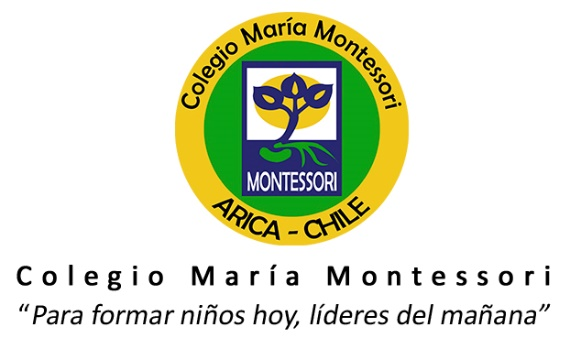 Colegio María Montessori
MONTESSORI
ARICA - CHILE
Colegio María Montessori
“Para formar niños hoy, líderes del mañana”